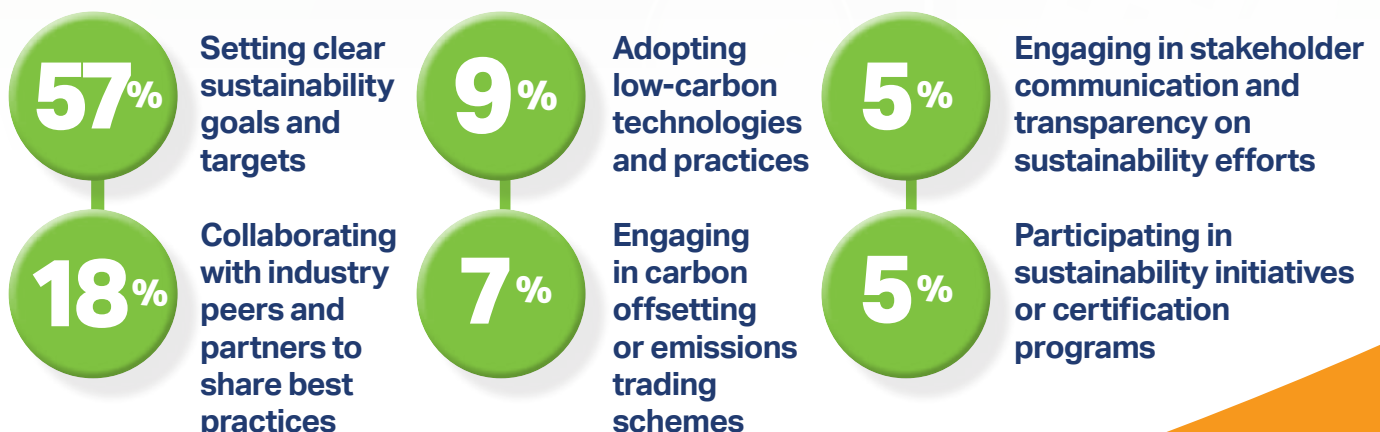 57%
Setting clear
sustainability
goals and
targets
18%
Collaborating
with industry
peers and
partners to
share best
practices
9%
Adopting
low-carbon
technologies
and practices
7%
Engaging
in carbon
offsetting
or emissions
trading
schemes
5%
Engaging in stakeholder
communication and
transparency on
sustainability efforts
5%
Participating in
sustainability initiatives
or certification
programs